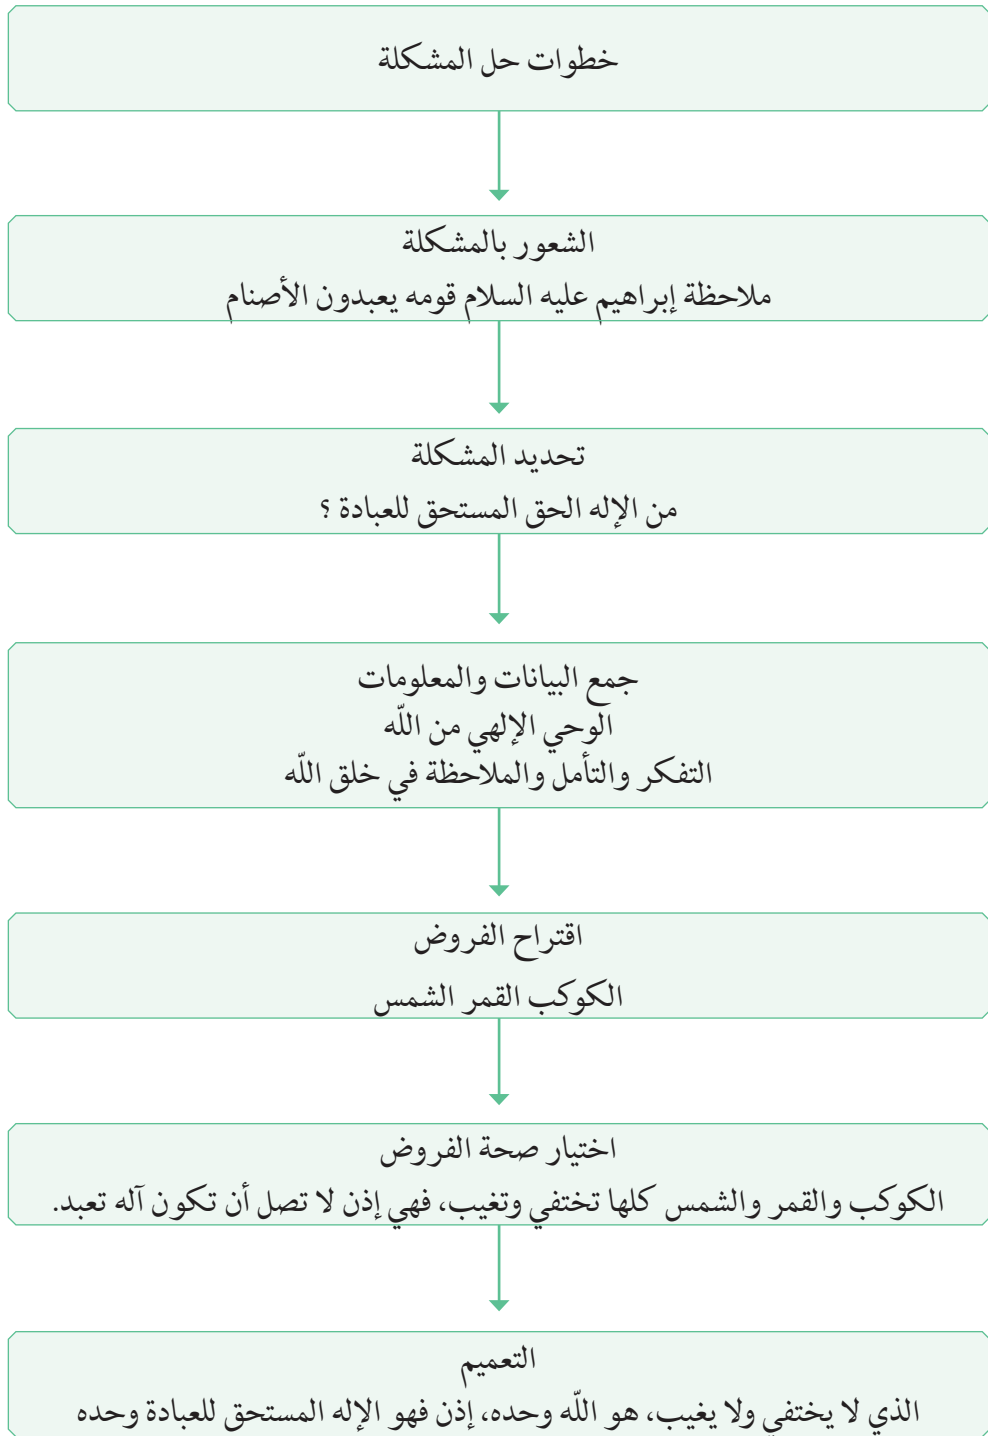 خطوات حل المشكلة
الشعور بالمشكلة
ملاحظة إبراهيم عليه السلام قومه يعبدون الأصنام
تحديد المشكلة
من الإله الحق المستحق للعبادة ؟
جمع البيانات والمعلومات
الوحي الإلهي من اللّه
التفكر والتأمل والملاحظة في خلق اللّه
اقتراح الفروض
الكوكب القمر الشمس
اختيار صحة الفروض
الكوكب والقمر والشمس كلها تختفي وتغيب، فهي إذن لا تصل أن تكون آله تعبد.
التعميم
الذي لا يختفي ولا يغيب، هو اللّه وحده، إذن فهو الإله المستحق للعبادة وحده